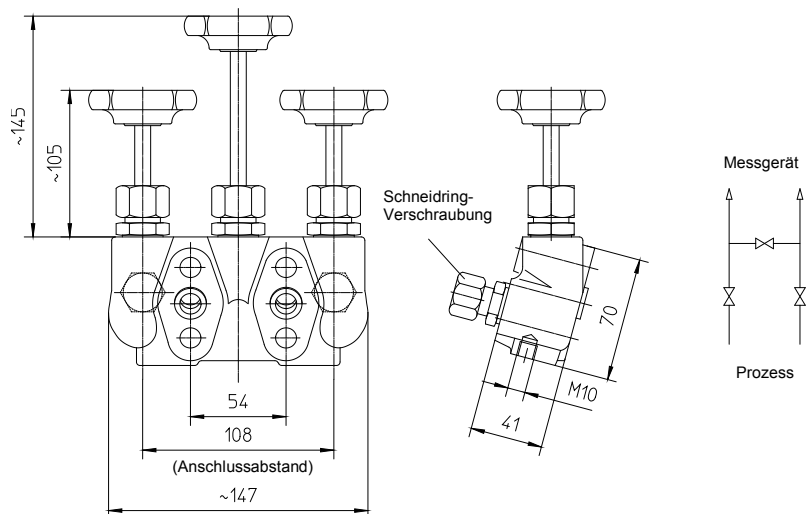 ~145
~105
Schneidring-
Verschraubung
Messgerät
70
Prozess
M10
54
41
108
(Anschlussabstand)
~147